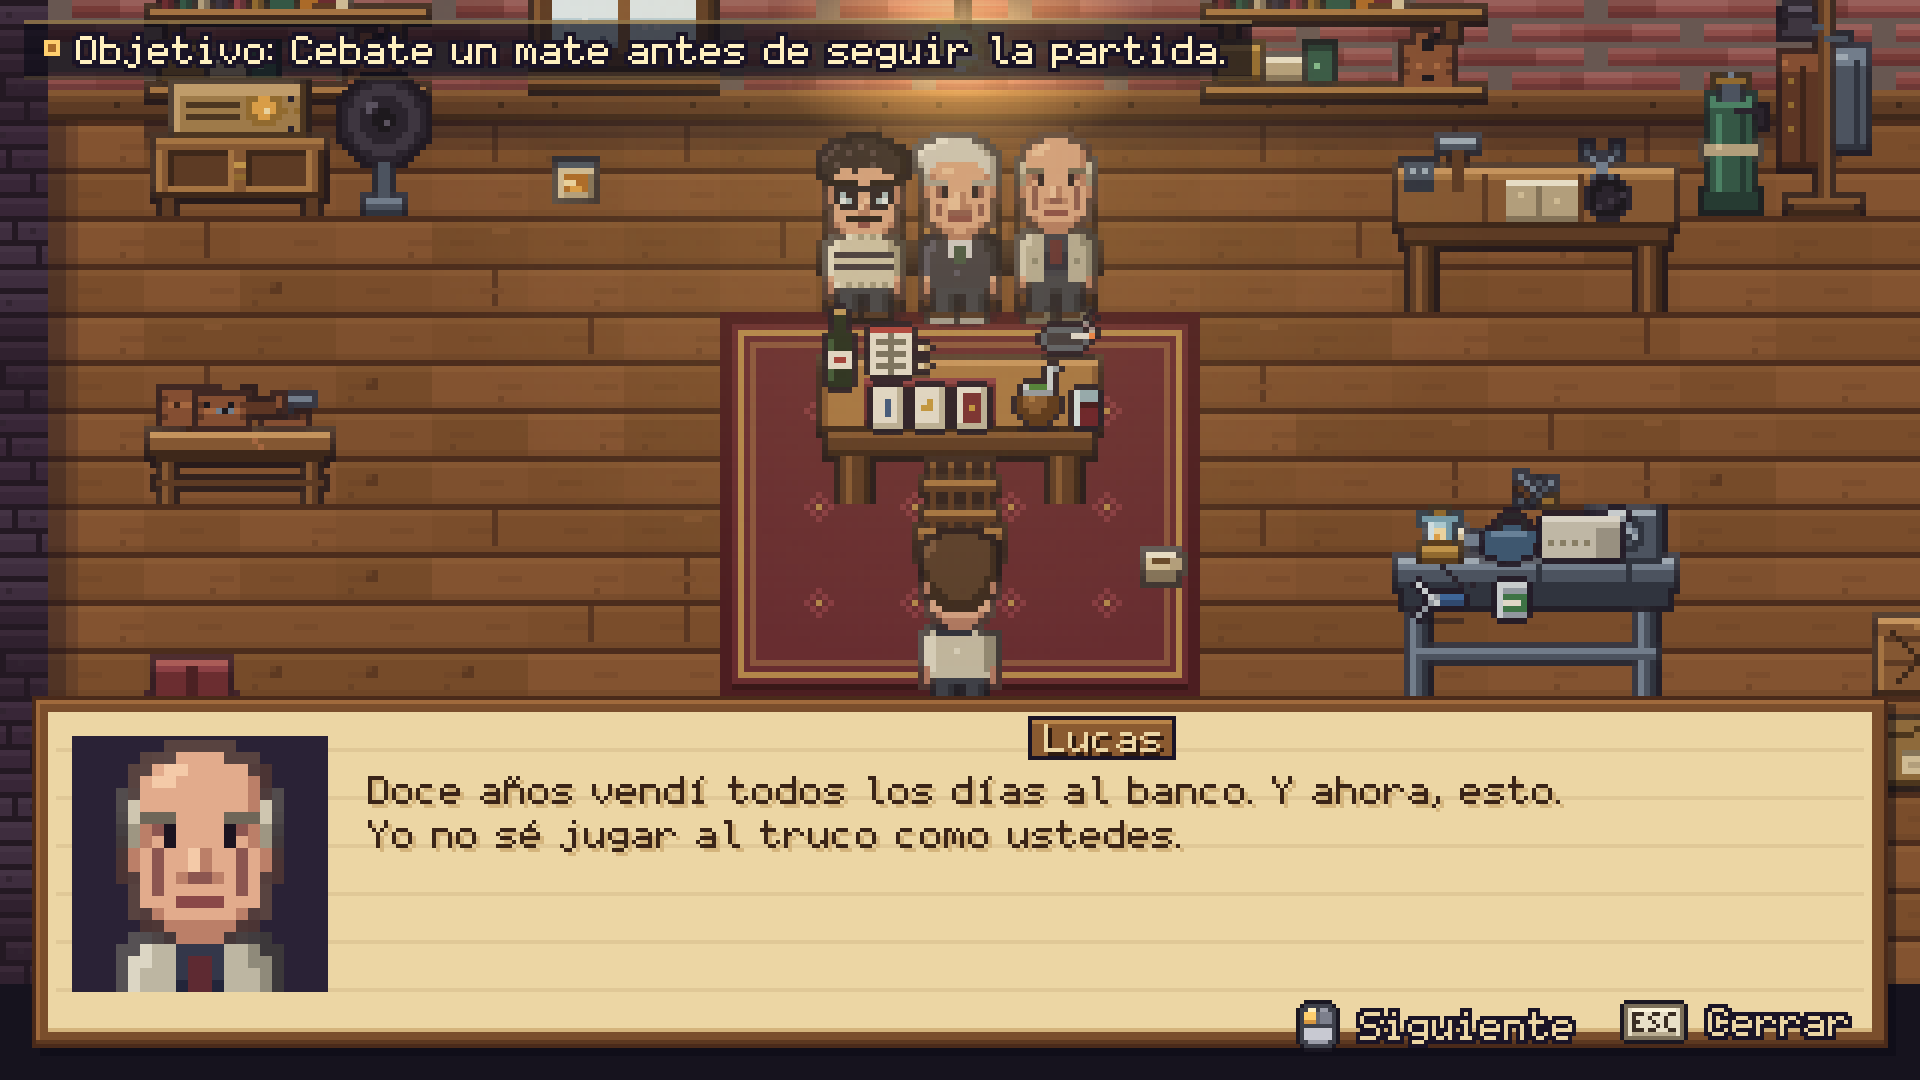 Objetivo: Cebate un mate antes de seguir la partida.
Lucas
Doce años vendí todos los días al banco. Y ahora, esto.
Yo no sé jugar al truco como ustedes.
Siguiente
ESC Cerrar